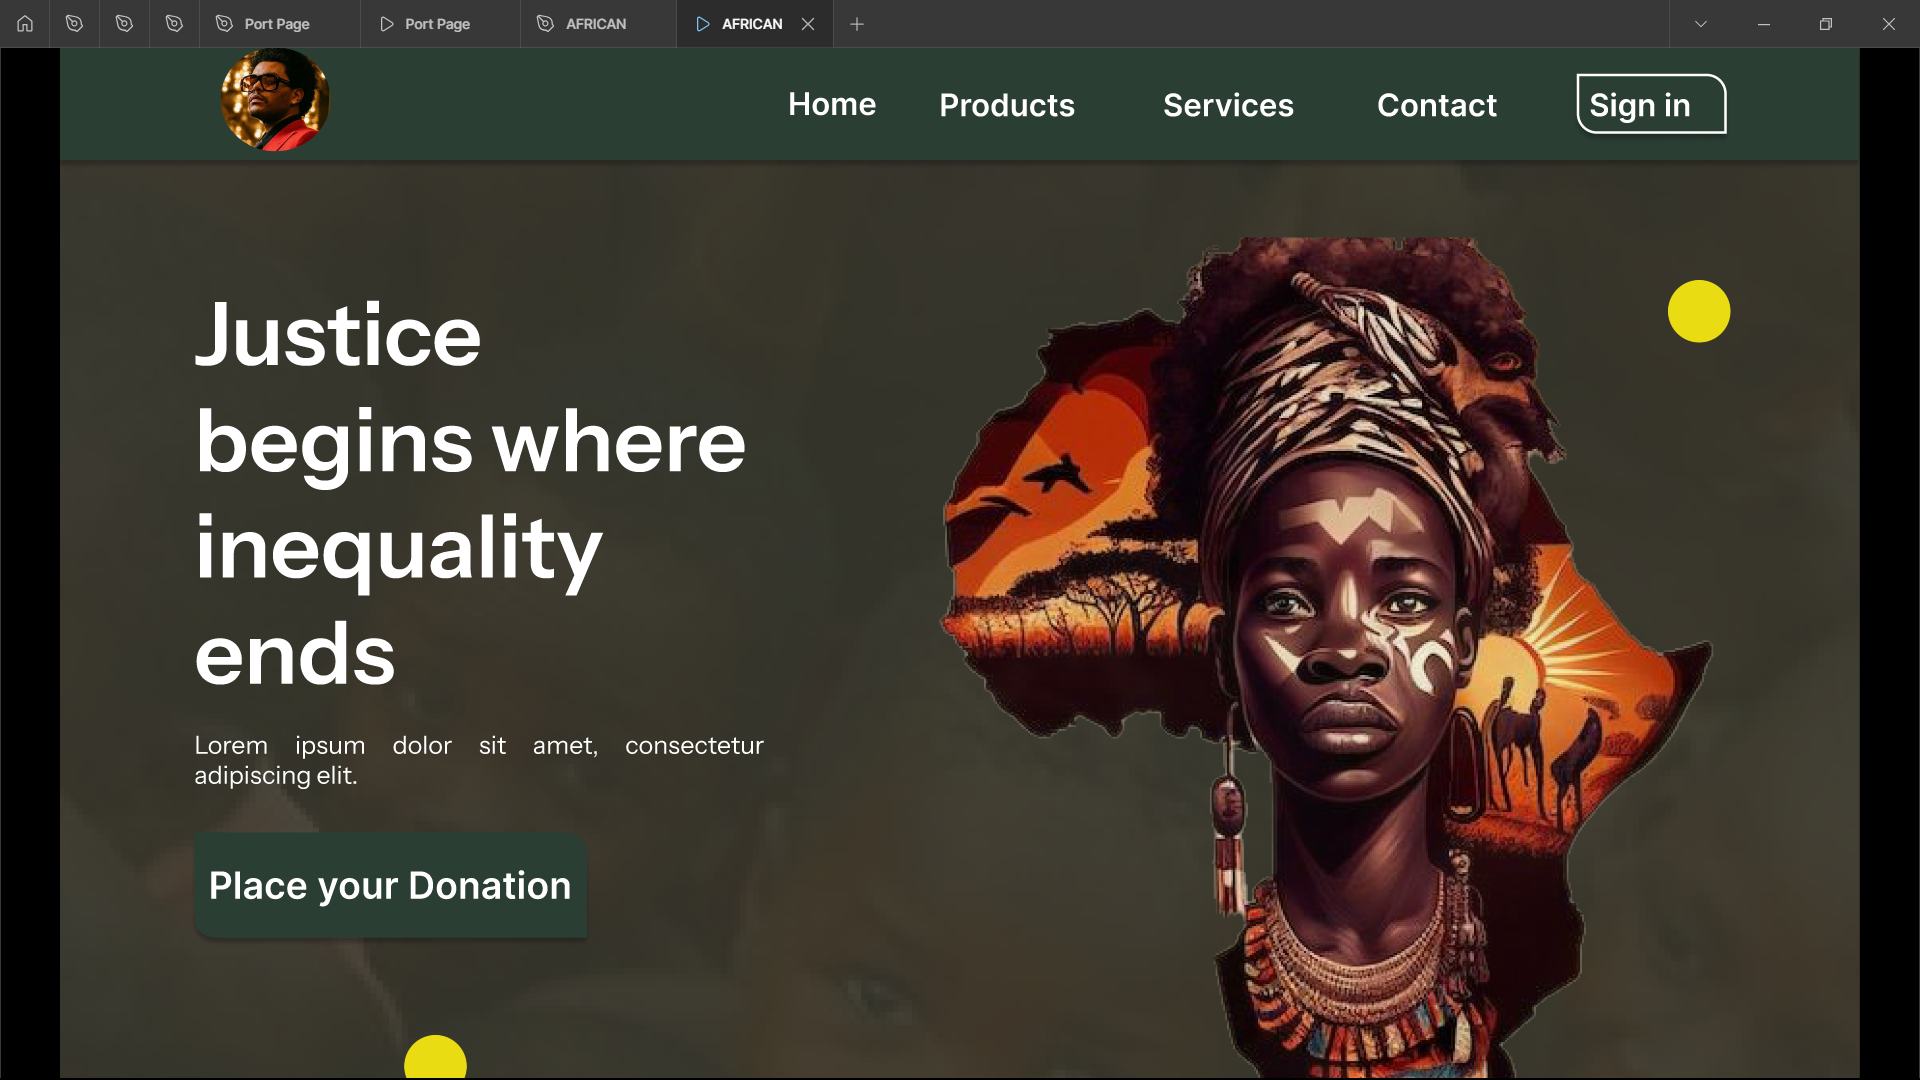 Port Page
Port Page
AFRICAN
AFRICAN
Home
Products
Services
Contact
Sign in
Justice
begins where
inequality
ends
Lorem ipsum dolor sit amet, consectetur
adipiscing elit.
Place your Donation